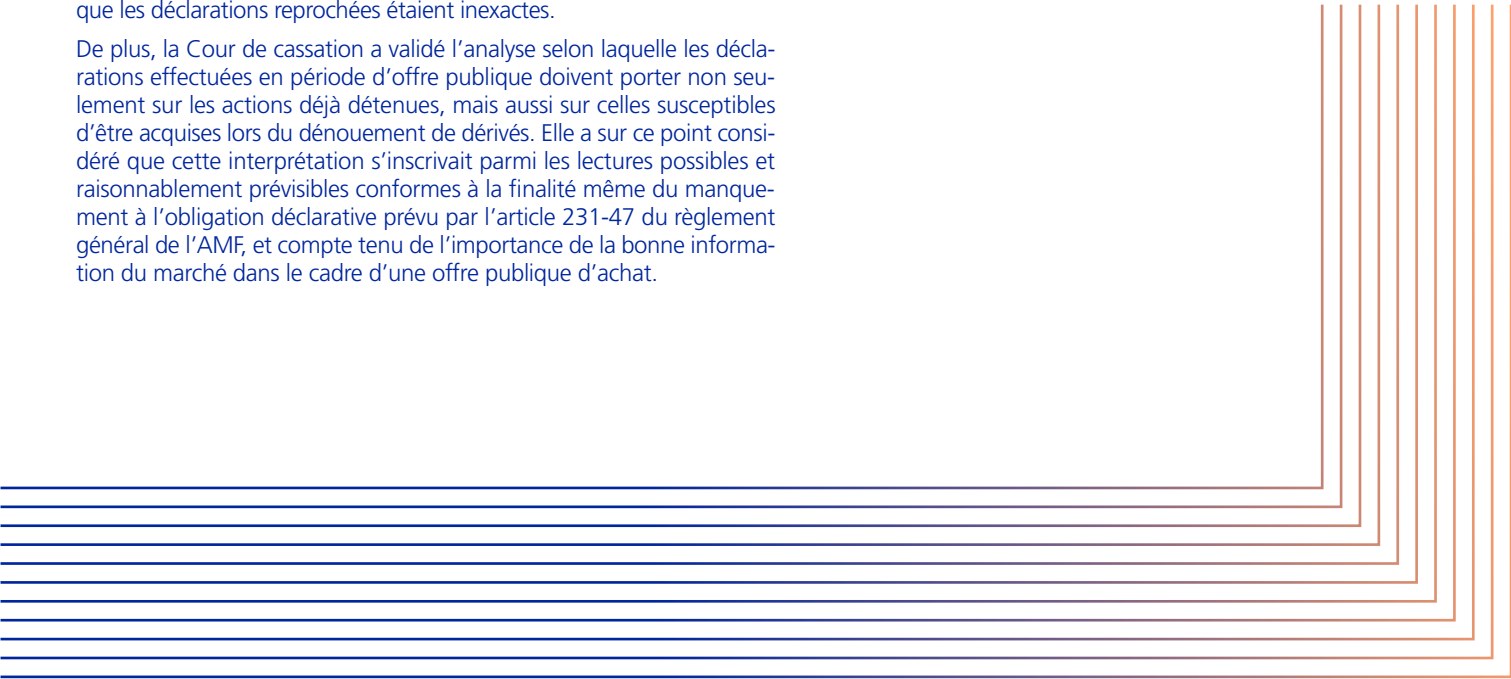 que les déclarations reprochées étaient inexactes.
De plus, la Cour de cassation a validé l’analyse selon laquelle les décla-
rations effectuées en période d’offre publique doivent porter non seu-
lement sur les actions déjà détenues, mais aussi sur celles susceptibles
d’être acquises lors du dénouement de dérivés. Elle a sur ce point consi-
déré que cette interprétation s’inscrivait parmi les lectures possibles et
raisonnablement prévisibles conformes à la finalité même du manque-
ment à l’obligation déclarative prévu par l’article 231-47 du règlement
général de l’AMF, et compte tenu de l’importance de la bonne informa-
tion du marché dans le cadre d’une offre publique d’achat.